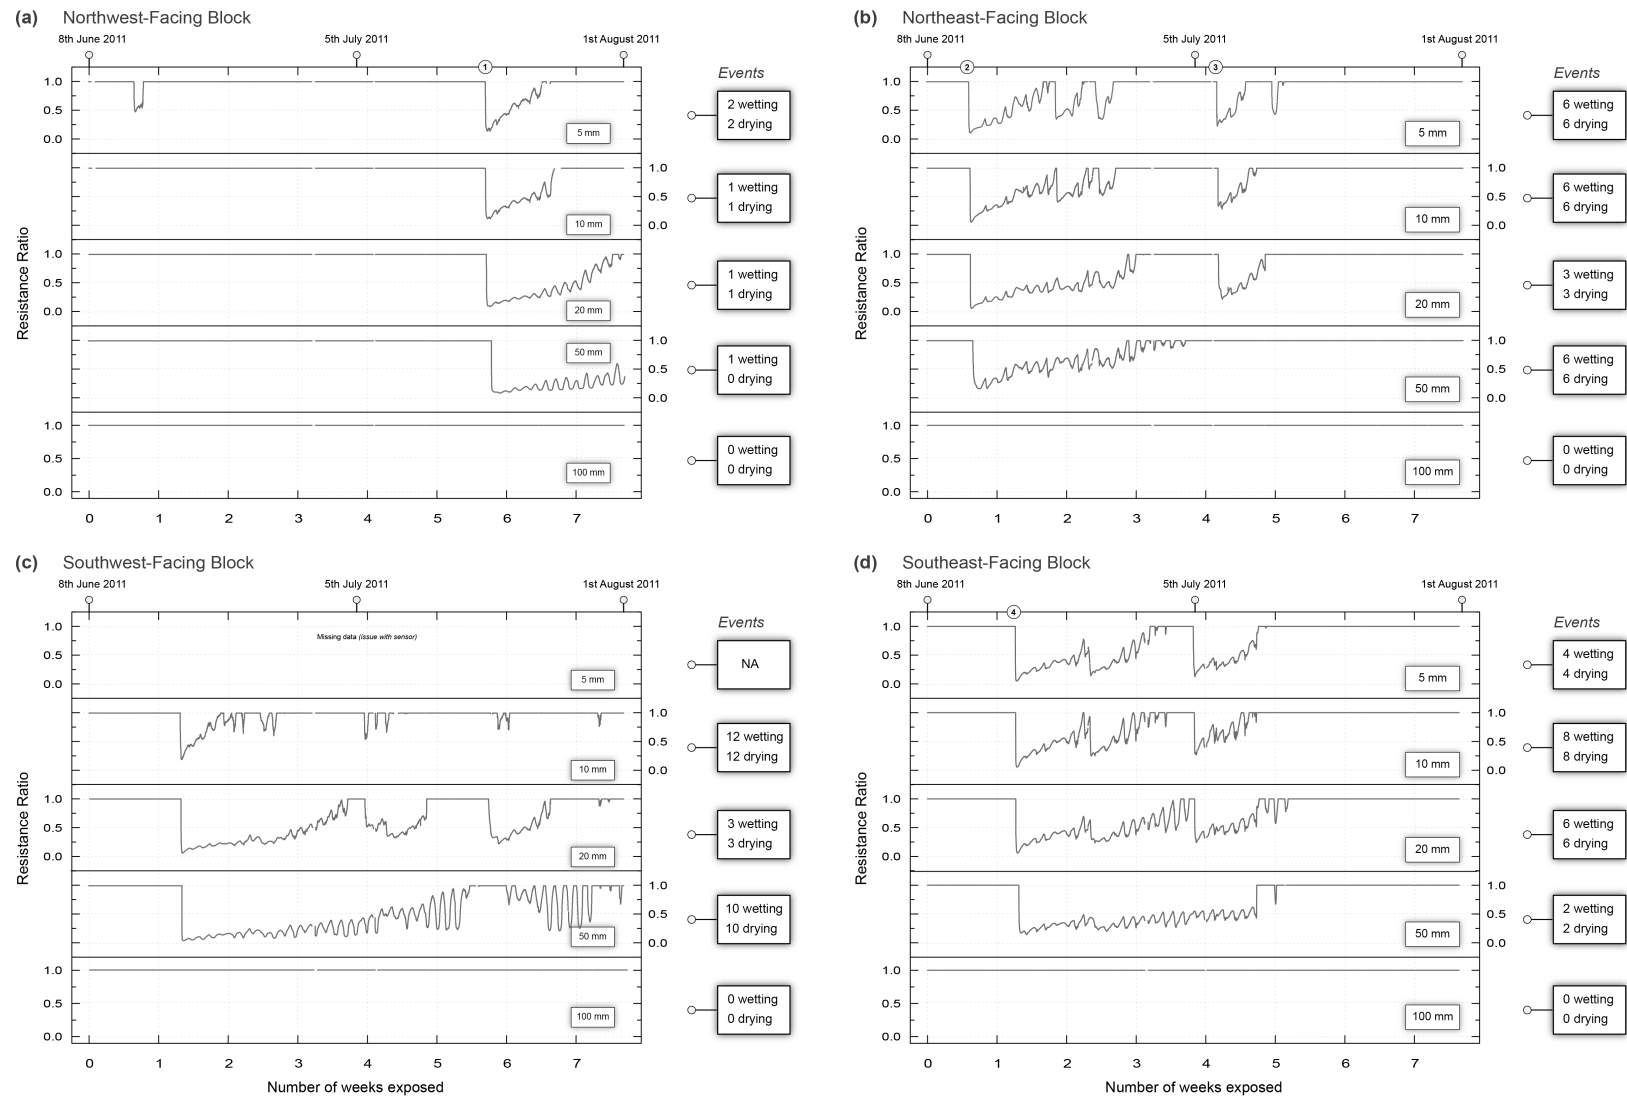 (a) Northwest-Facing Block
8th June 2011 5th July 2011 1st August 2011
1
Events
1.0
0.5
0.0
5 mm
2 wetting
2 drying
1.0
0.5
0.0
10 mm
1 wetting
1 drying
Resistance Ratio
1.0
0.5
0.0
20 mm
1 wetting
1 drying
50 mm
1.0
0.5
0.0
1 wetting
0 drying
1.0
0.5
0.0
100 mm
0 wetting
0 drying
0 1 2 3 4 5 6 7
(b) Northeast-Facing Block
8th June 2011 5th July 2011 1st August 2011
2 3
1.0
0.5
0.0
5 mm
6 wetting
6 drying
1.0
0.5
0.0
10 mm
6 wetting
6 drying
Resistance Ratio
1.0
0.5
0.0
20 mm
3 wetting
3 drying
1.0
0.5
0.0
50 mm
6 wetting
6 drying
1.0
0.5
0.0
100 mm
0 wetting
0 drying
0 1 2 3 4 5 6 7
Events
(c) Southwest-Facing Block
8th June 2011 5th July 2011 1st August 2011
Events
Missing data (issue with sensor)
1.0
0.5
0.0
5 mm
NA
1.0
0.5
0.0
10 mm
12 wetting
12 drying
Resistance Ratio
1.0
0.5
0.0
20 mm
3 wetting
3 drying
1.0
0.5
0.0
50 mm
10 wetting
10 drying
1.0
0.5
0.0
100 mm
0 wetting
0 drying
0 1 2 3 4 5 6 7
Number of weeks exposed
(d) Southeast-Facing Block
8th June 2011 5th July 2011 1st August 2011
4
Events
1.0
0.5
0.0
5 mm
4 wetting
4 drying
1.0
0.5
0.0
10 mm
8 wetting
8 drying
Resistance Ratio
1.0
0.5
0.0
20 mm
6 wetting
6 drying
1.0
0.5
0.0
50 mm
2 wetting
2 drying
1.0
0.5
0.0
100 mm
0 wetting
0 drying
0 1 2 3 4 5 6 7
Number of weeks exposed